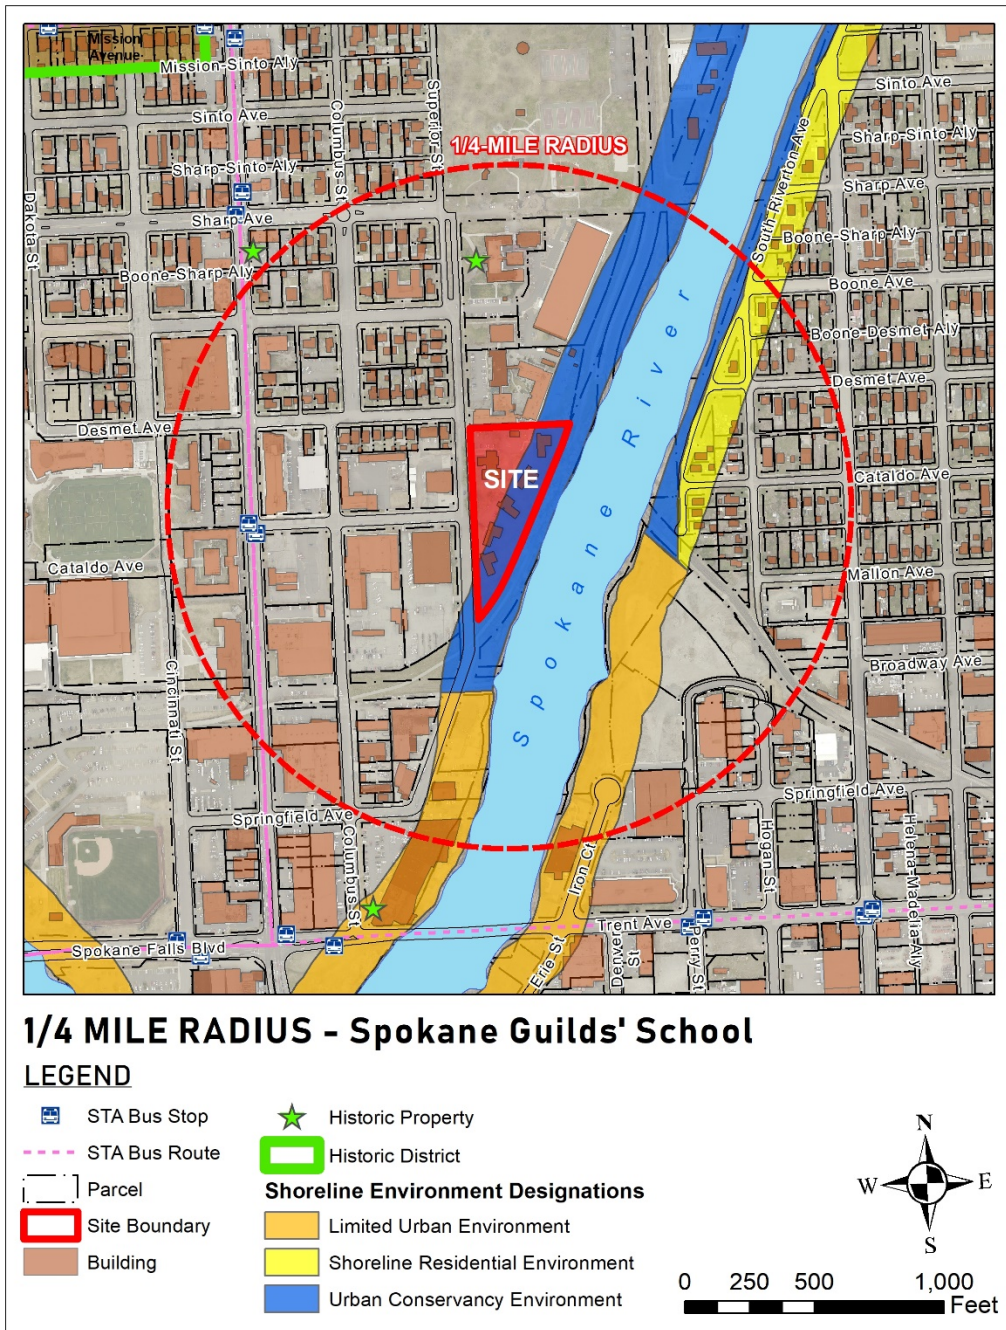 Mission
Avenue
Mission-Sinto Aly
Sinto Ave
Sharp-Sinto Aly
Sharp Ave
Boone-Sharp Aly
Dakota St
Columbus St
Superior St
1/4-MILE RADIUS
Sinto Ave
Sharp-Sinto Aly
Sharp Ave
South-Riverton Ave
Boone-Sharp Aly
Boone Ave
Boone-Desmet Aly
Desmet Ave
Desmet Ave
SITE
Spokane River
Cataldo Ave
Cataldo Ave
Mallon Ave
Broadway Ave
Cincinnati St
Springfield Ave
Springfield Ave
Columbus St
Iron Ct
Hogan St
Helena-Madelia Aly
Trent Ave
Spokane Falls Blvd
Erie St
Denver St
Perry St
1/4 MILE RADIUS - Spokane Guilds' School
LEGEND
STA Bus Stop
STA Bus Route
Parcel
Site Boundary
Building
Historic Property
Historic District
Shoreline Environment Designations
Limited Urban Environment
Shoreline Residential Environment
Urban Conservancy Environment
N
W E
S
0 250 500 1,000
Feet